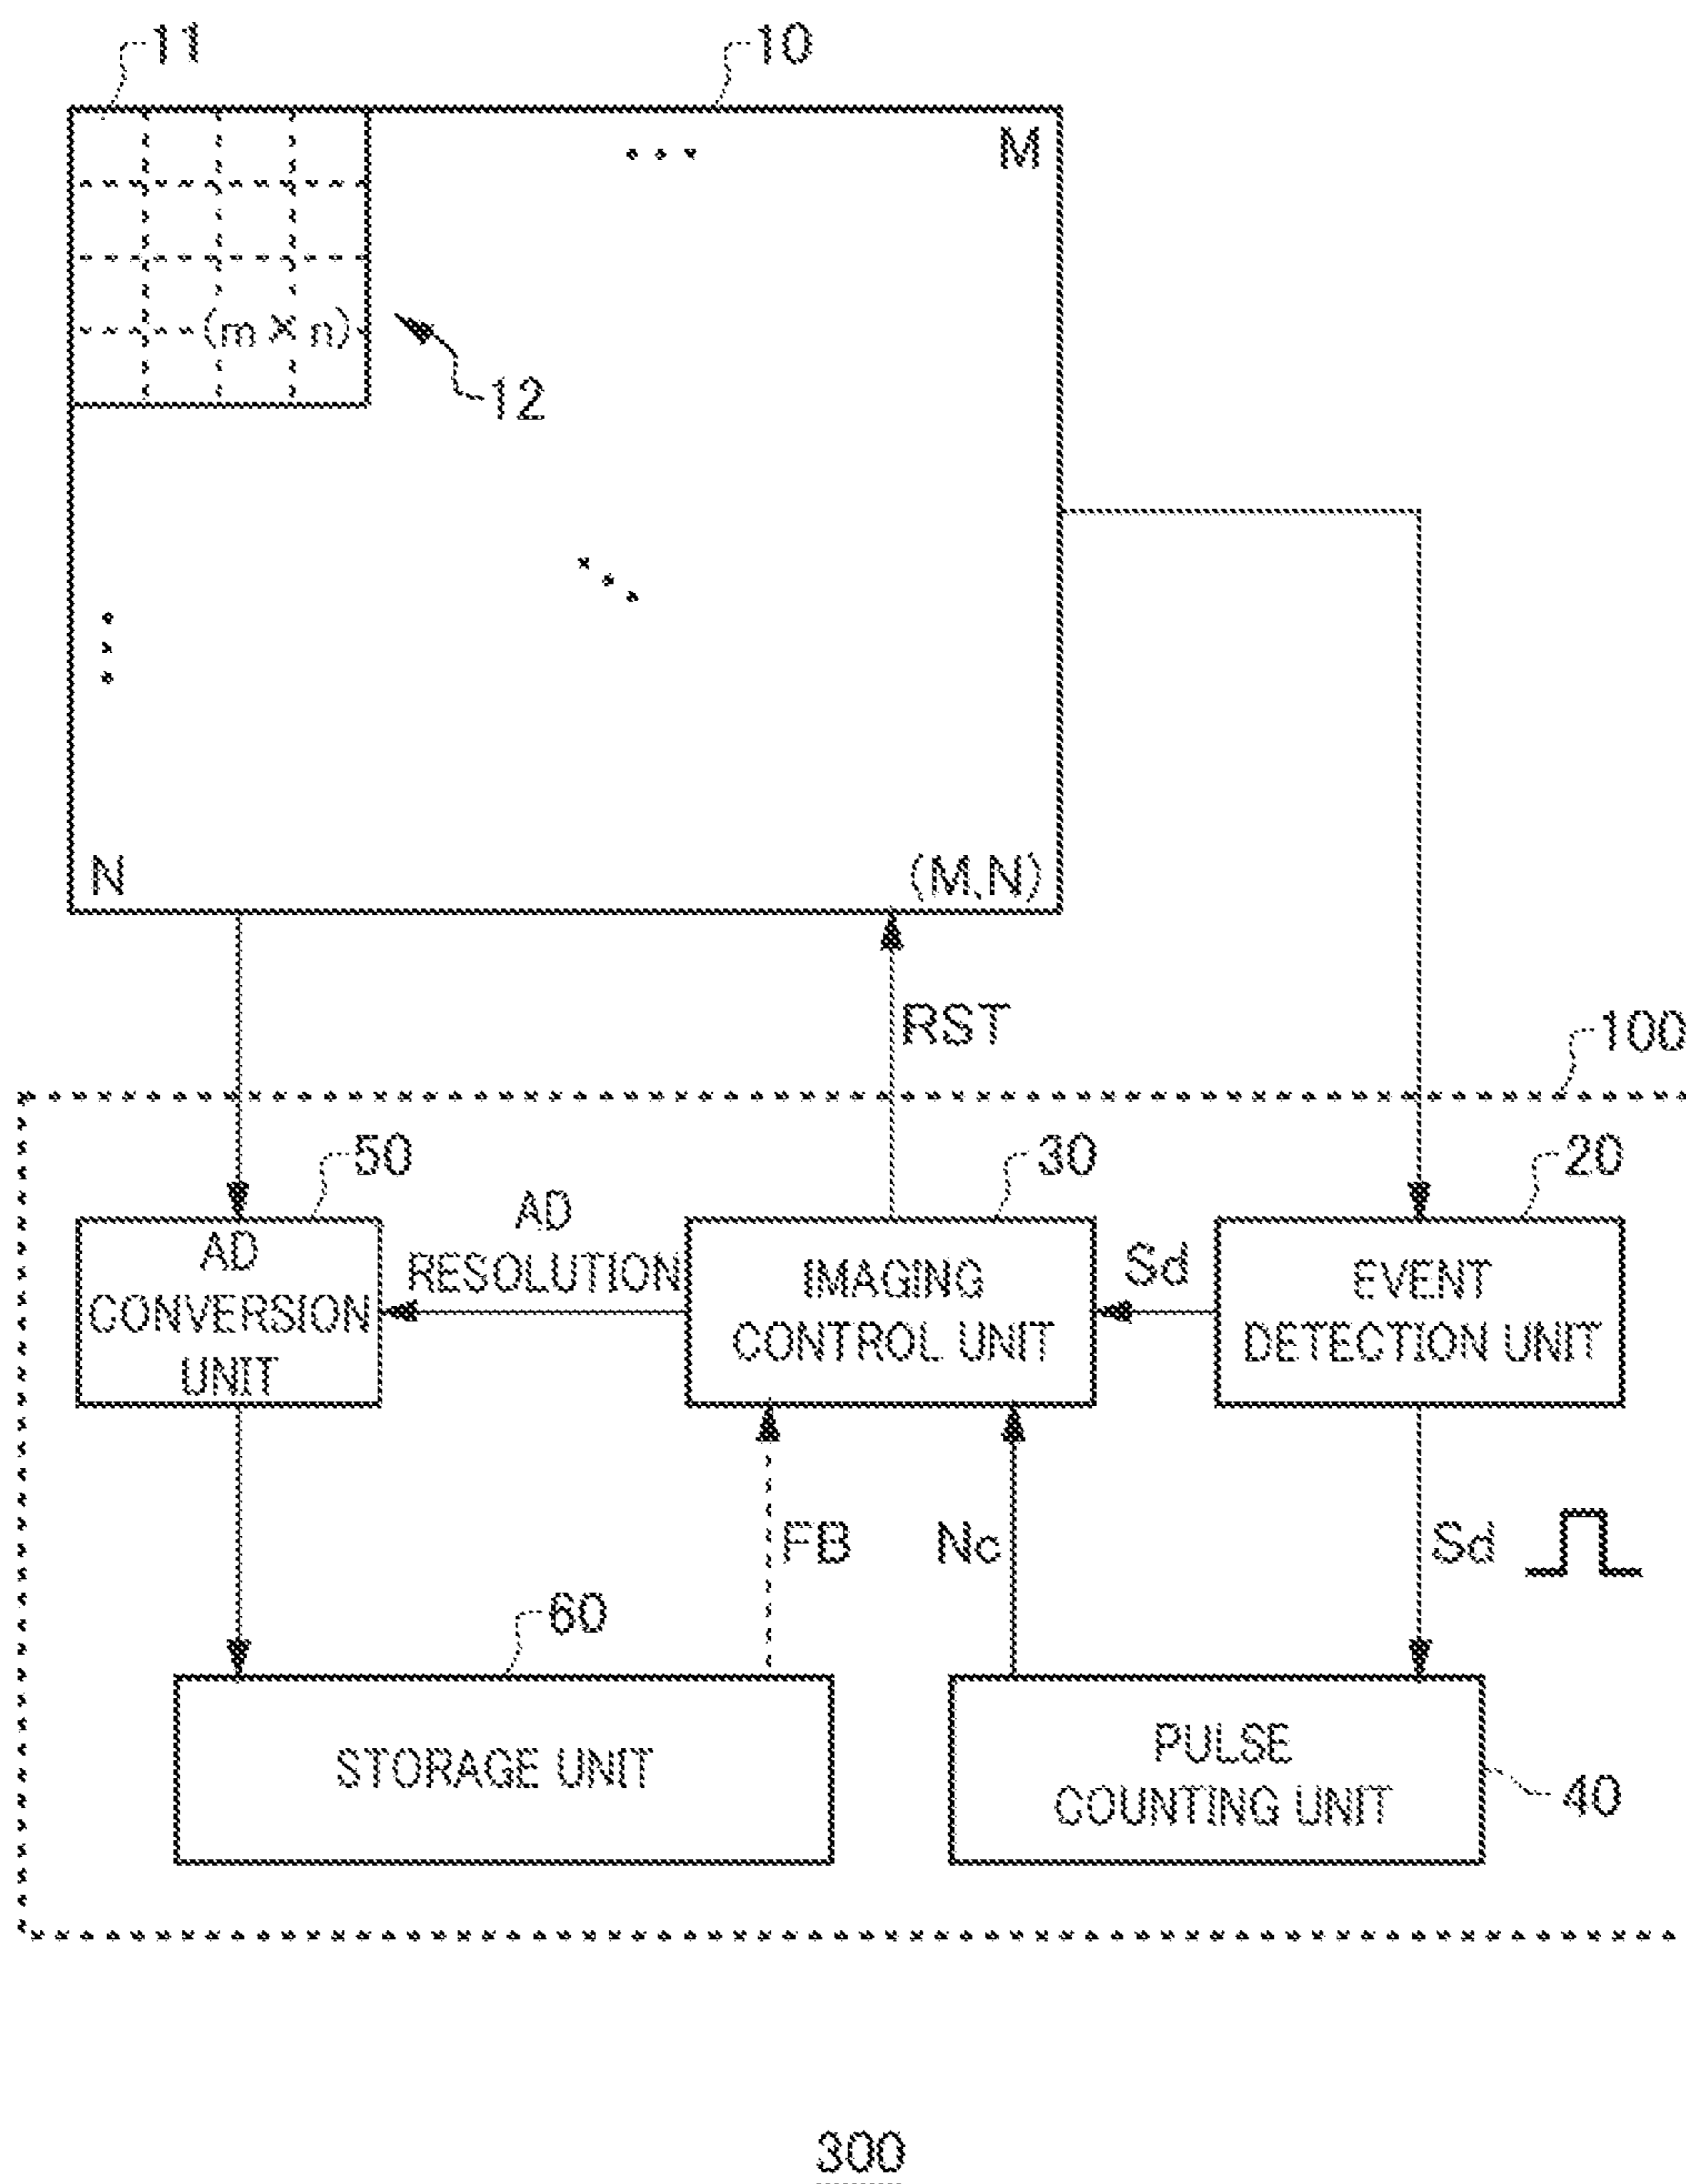 11
10
M
(m×n)
12
N
(M,N)
RST
100
50
30
20
AD
RESOLUTION
AD
CONVERSION
UNIT
IMAGING
CONTROL UNIT
Sd
EVENT
DETECTION UNIT
FB
Nc
Sd
60
STORAGE UNIT
PULSE
COUNTING UNIT
40
300